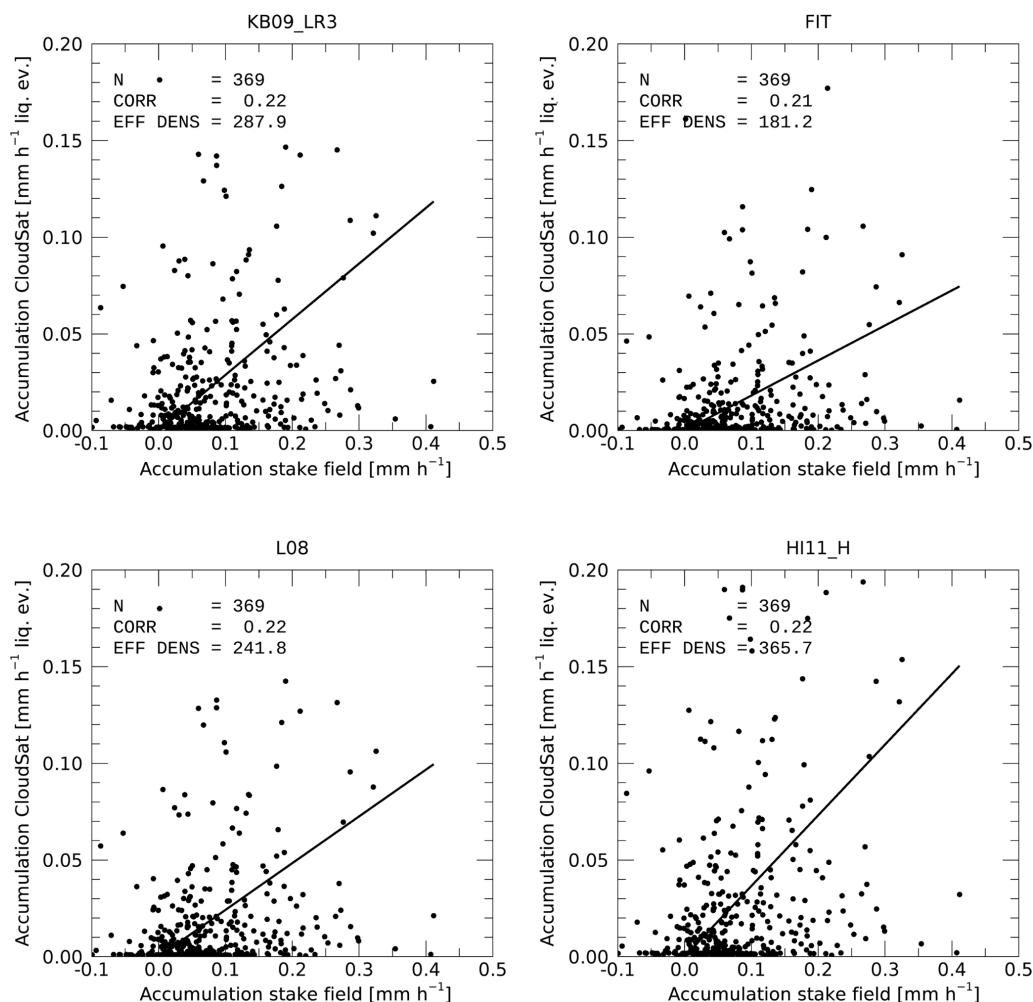 KB09_LR3
0.20
0.15
0.10
0.05
0.00
N = 369
CORR = 0.22
EFF DENS = 287.9
Accumulation CloudSat [mm h⁻¹ liq. ev.]
-0.1 0.0 0.1 0.2 0.3 0.4 0.5
Accumulation stake field [mm h⁻¹]
FIT
0.20
0.15
0.10
0.05
0.00
N = 369
CORR = 0.21
EFF DENS = 181.2
Accumulation CloudSat [mm h⁻¹ liq. ev.]
-0.1 0.0 0.1 0.2 0.3 0.4 0.5
Accumulation stake field [mm h⁻¹]
L08
0.20
0.15
0.10
0.05
0.00
N = 369
CORR = 0.22
EFF DENS = 241.8
Accumulation CloudSat [mm h⁻¹ liq. ev.]
-0.1 0.0 0.1 0.2 0.3 0.4 0.5
Accumulation stake field [mm h⁻¹]
HI11_H
0.20
0.15
0.10
0.05
0.00
N = 369
CORR = 0.22
EFF DENS = 365.7
Accumulation CloudSat [mm h⁻¹ liq. ev.]
-0.1 0.0 0.1 0.2 0.3 0.4 0.5
Accumulation stake field [mm h⁻¹]